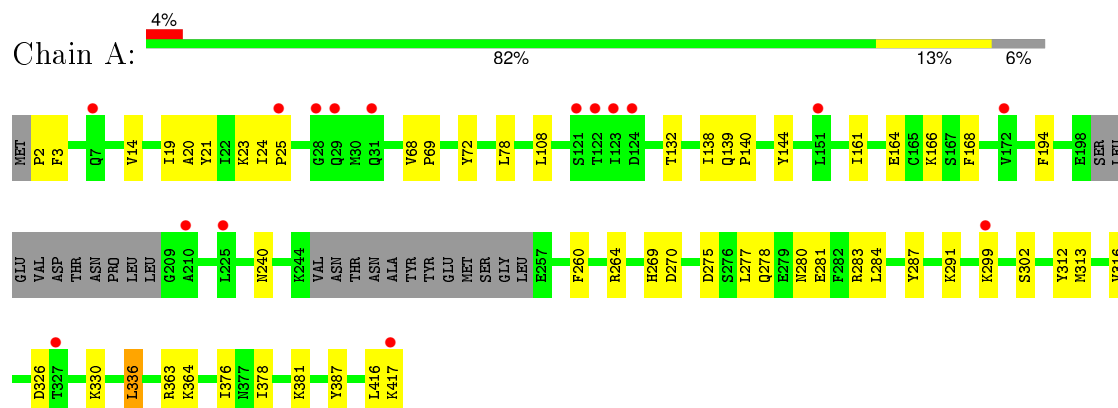 4%
Chain A:
82% 13% 6%
MET P2 F3 Q7 V14 I19 A20 Y21 I22 K23 I24 P25 G28 Q29 M30 Q31 V68 P69 Y72 L78 L108 S121 T122 I123 D124 T132 I138 Q139 P140 Y144 L151 I161 E164 C165 K166 S167 F168 V172 F194 E198 SER LEU
GLU VAL ASP THR ASN PRO LEU LEU G209 A210 L225 N240 K244 VAL ASN THR ASN ALA TYR TYR GLU MET SER GLY LEU E257 F260 R264 H269 D270 D275 S276 L277 Q278 E279 N280 E281 F282 R283 L284 Y287 K291 K299 S302 Y312 M313
D326 T327 K330 L336 R363 K364 I376 N377 I378 K381 Y387 L416 K417